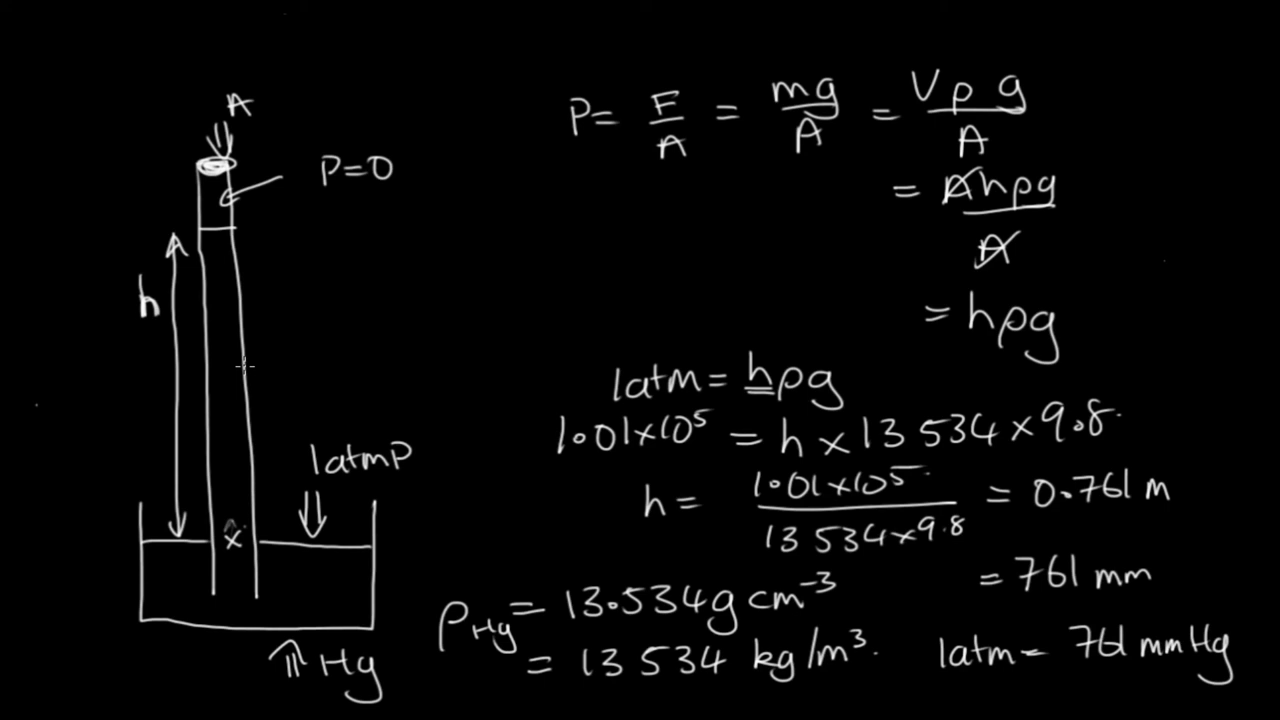 A
P=0
h
1atmP
x
Hg
P = F/A = mg/A = Vρg/A
= Ahρg/A
= hρg
1atm = hρg
1.01×10⁵ = h × 13 534 × 9.8
h = 1.01×10⁵/13 534×9.8 = 0.761 m
= 761 mm
ρHg = 13.534g cm⁻³
= 13 534 kg/m³.
1atm = 761 mmHg